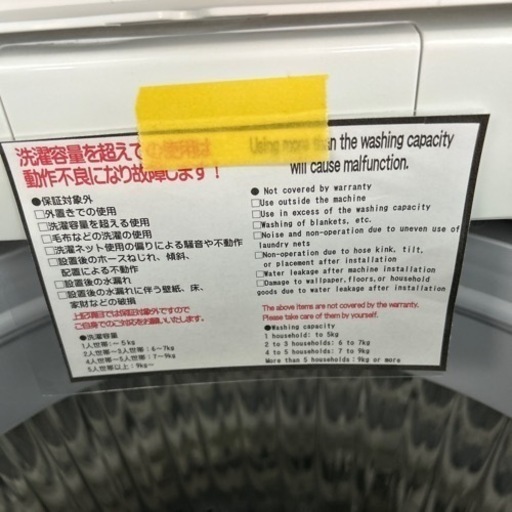 洗濯容量を超えての使用は
動作不良になり故障します！
●保証対象外
□外置きでの使用
□洗濯容量を超える使用
□毛布などの洗濯の使用
□洗濯ネット使用の偏りによる騒音や不動作
□設置後のホースねじれ、傾斜、
配置による不動作
□設置後の水漏れ
□設置後の水漏れに伴う壁紙、床、
家財などの破損
上記項目では保証対象外ですので
ご自身でのご対応をお願いいたします。
●洗濯容量
1人世帯：～5kg
2人世帯～3人世帯：6～7kg
4人世帯～5人世帯：7～9kg
5人世帯以上：9kg～
Using more than the washing capacity
will cause malfunction.
● Not covered by warranty
□Use outside the machine
□Use in excess of the washing capacity
□Washing of blankets, etc.
□Noise and non-operation due to uneven use of
laundry nets
□Non-operation due to hose kink, tilt,
or placement after installation
□Water leakage after machine installation
□Damage to wallpaper, floors, or household
goods due to water leakage after installation
The above items are not covered by the warranty.
Please take care of them by yourself.
●Washing capacity
1 household: to 5kg
2 to 3 households: 6 to 7kg
4 to 5 households: 7 to 9kg
More than 5 households: 9kg or more